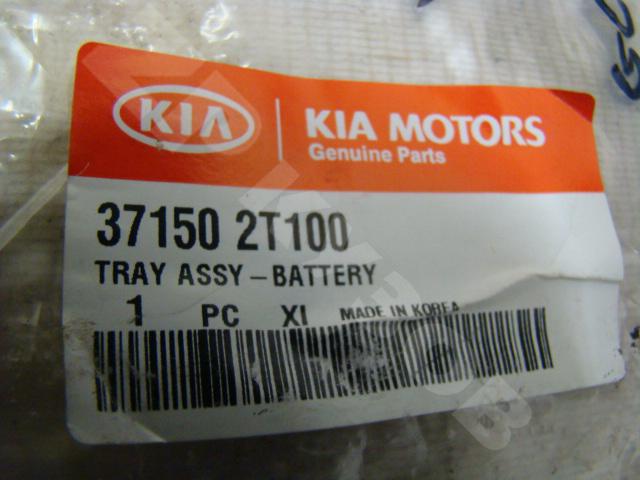 KIA
KIA MOTORS
Genuine Parts
37150 2T100
TRAY ASSY - BATTERY
1 PC XI MADE IN KOREA